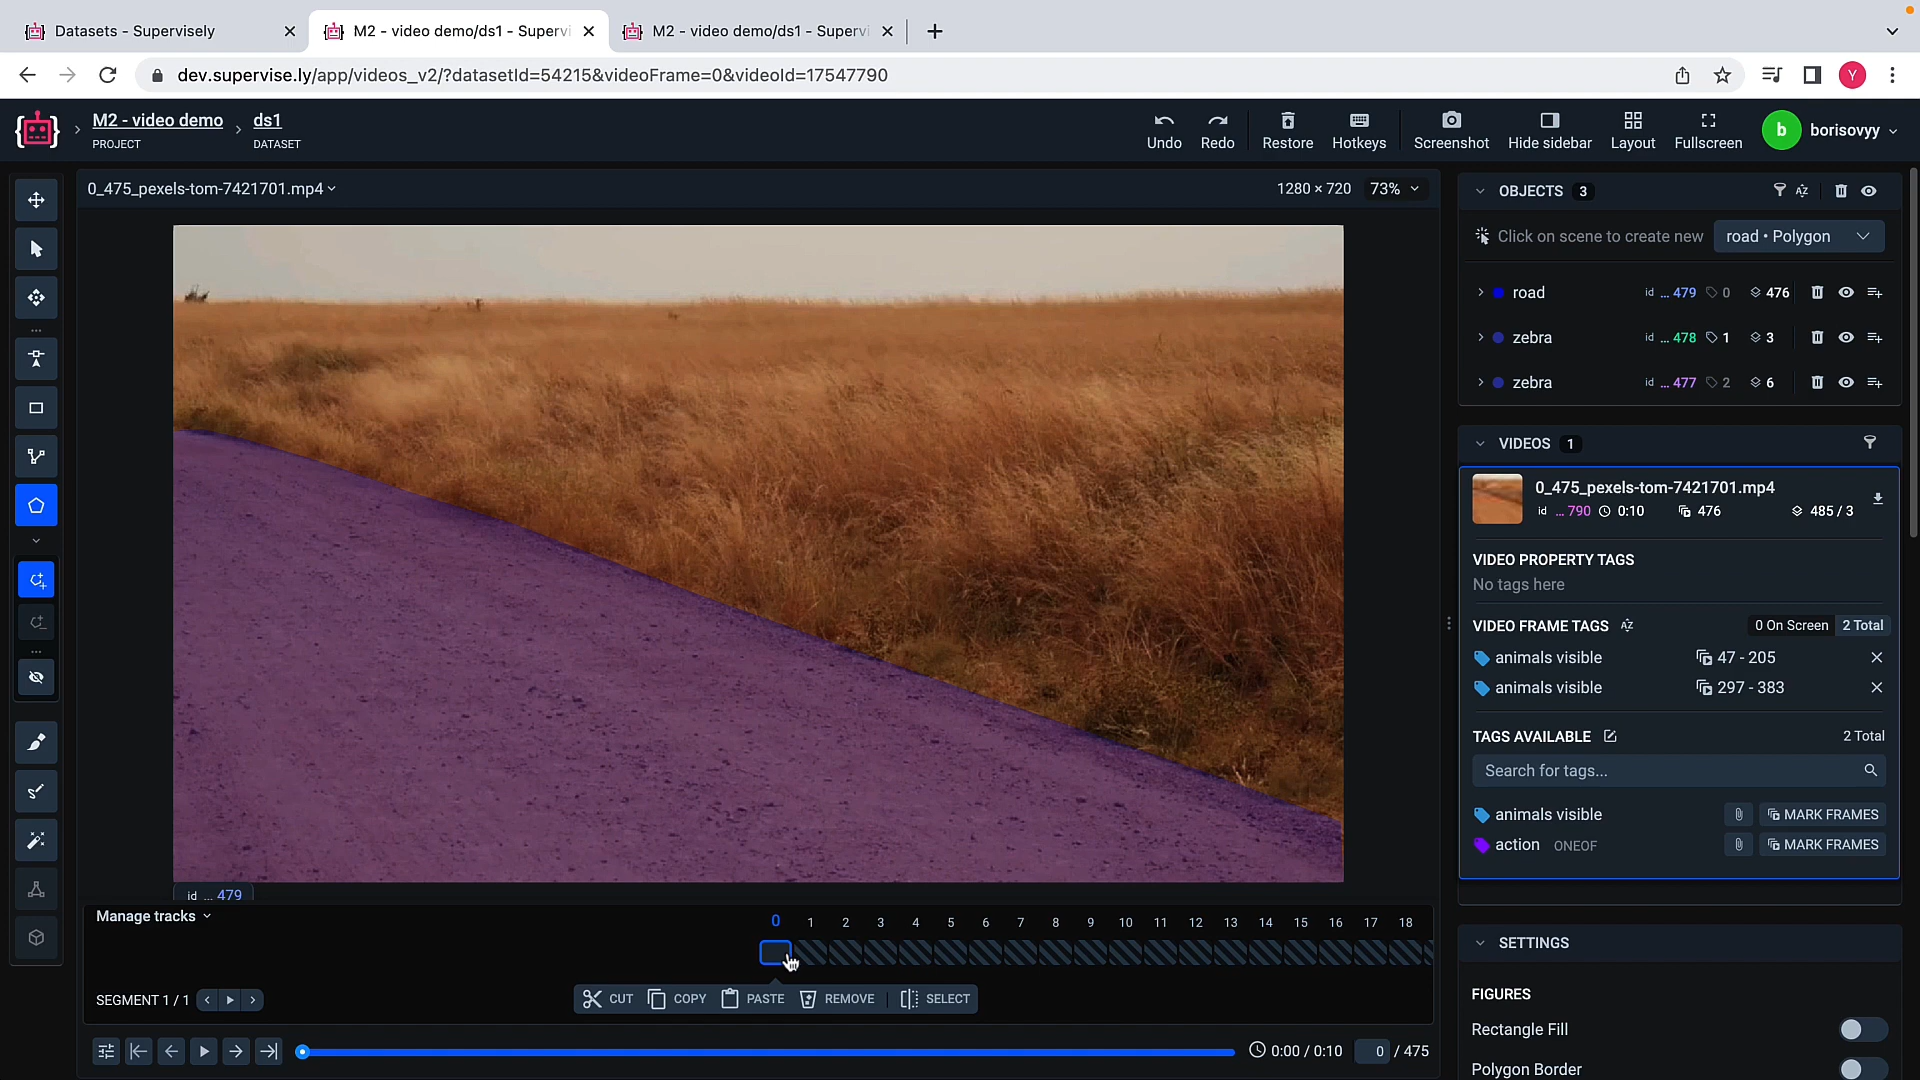 Datasets - Supervisely
M2 - video demo/ds1 - Supervi
M2 - video demo/ds1 - Supervi
dev.supervise.ly/app/videos_v2/?datasetId=54215&videoFrame=0&videoId=17547790
Y
M2 - video demo
PROJECT
ds1
DATASET
Undo
Redo
Restore
Hotkeys
Screenshot
Hide sidebar
Layout
Fullscreen
b
borisovyy
0_475_pexels-tom-7421701.mp4
1280 × 720
73%
OBJECTS 3
Click on scene to create new
road • Polygon
road id ... 479 0 476
zebra id ... 478 1 3
zebra id ... 477 2 6
VIDEOS 1
0_475_pexels-tom-7421701.mp4
id ... 790 0:10 476 485 / 3
VIDEO PROPERTY TAGS
No tags here
VIDEO FRAME TAGS
0 On Screen 2 Total
animals visible 47 - 205
animals visible 297 - 383
TAGS AVAILABLE
2 Total
Search for tags...
animals visible MARK FRAMES
action ONEOF MARK FRAMES
SETTINGS
FIGURES
Rectangle Fill
Polygon Border
id ... 479
Manage tracks
0 1 2 3 4 5 6 7 8 9 10 11 12 13 14 15 16 17 18
SEGMENT 1 / 1
CUT COPY PASTE REMOVE SELECT
0:00 / 0:10 0 / 475